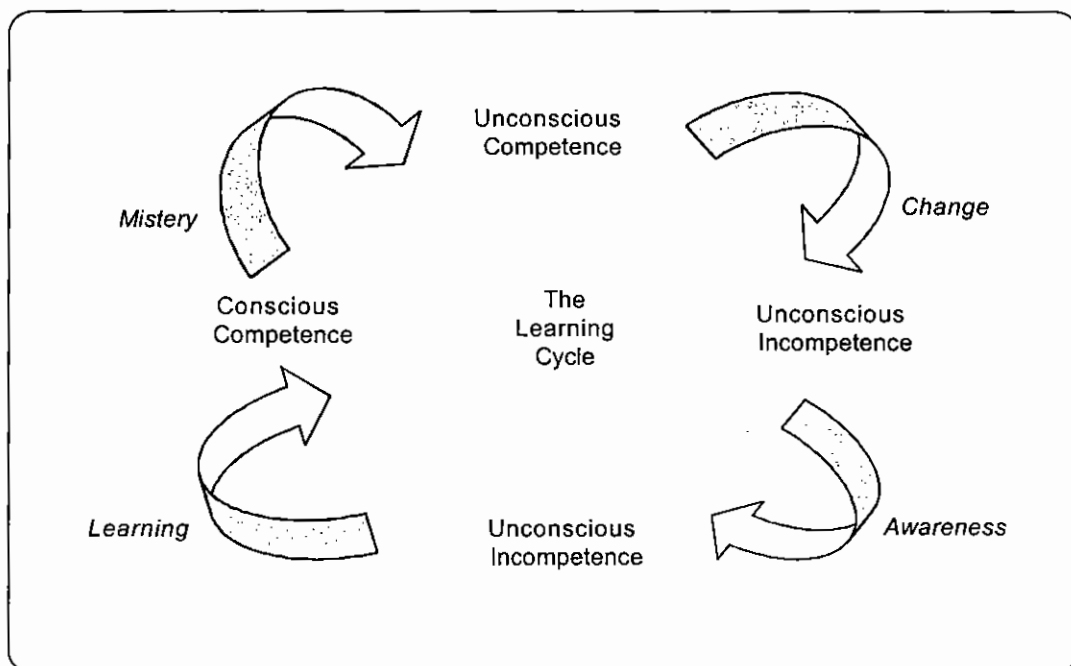 Unconscious
Competence
Mistery
Change
Conscious
Competence
The
Learning
Cycle
Unconscious
Incompetence
Learning
Unconscious
Incompetence
Awareness